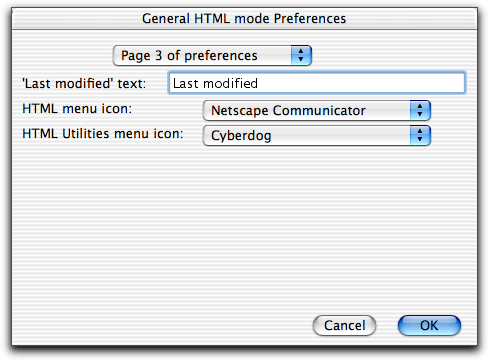 General HTML mode Preferences
Page 3 of preferences
'Last modified' text: Last modified
HTML menu icon: Netscape Communicator
HTML Utilities menu icon: Cyberdog
Cancel OK